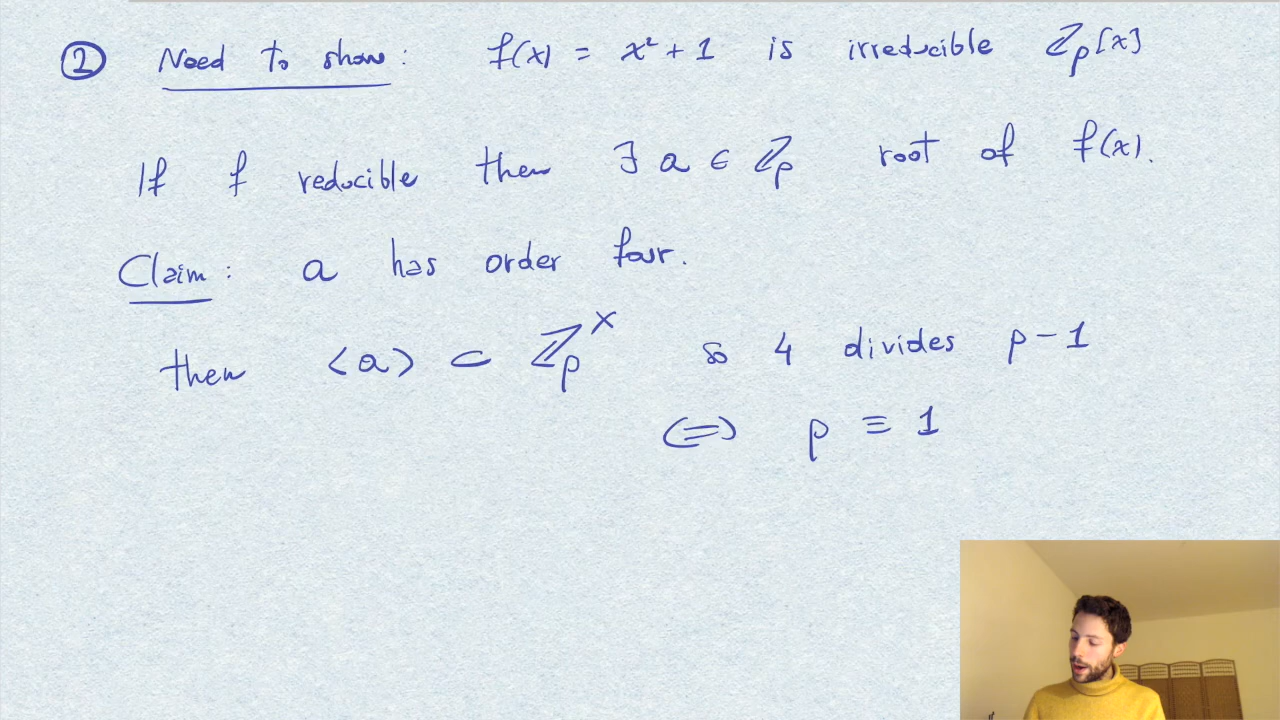 ② Need to show: f(x) = x² + 1 is irreducible ℤₚ[x]
If f reducible then ∃ a ∈ ℤₚ root of f(x).
Claim: a has order four.
then ⟨a⟩ ⊂ ℤₚˣ so 4 divides p - 1
⟺ p ≡ 1